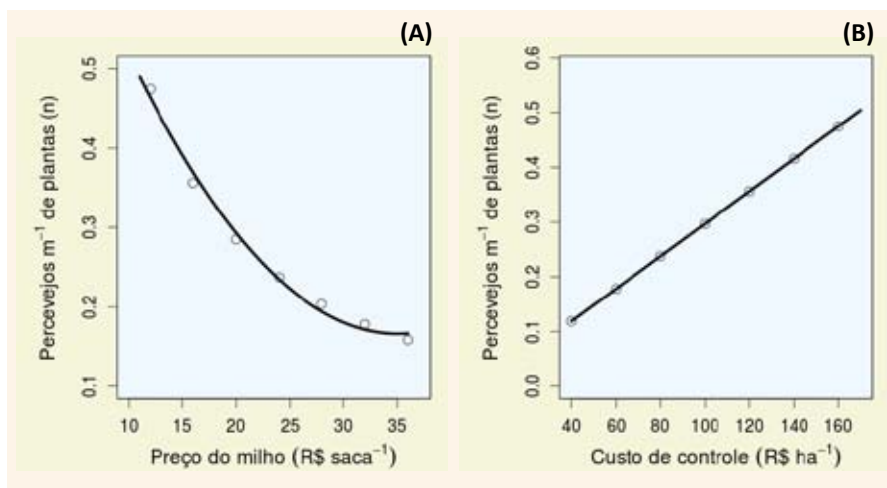 (A)
Percevejos m⁻¹ de plantas (n)
0.5
0.4
0.3
0.2
0.1
10 15 20 25 30 35
Preço do milho (R$ saca⁻¹)
(B)
Percevejos m⁻¹ de plantas (n)
0.6
0.5
0.4
0.3
0.2
0.1
0.0
40 60 80 100 120 140 160
Custo de controle (R$ ha⁻¹)